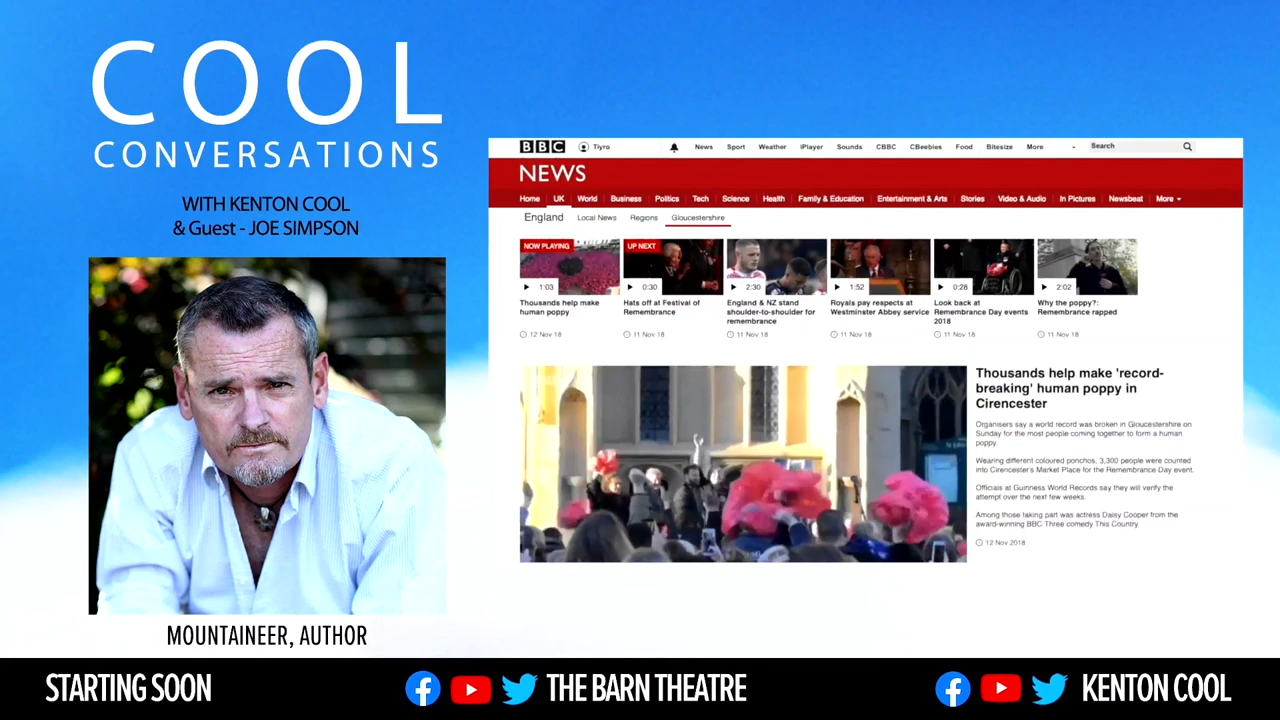 COOL
CONVERSATIONS
WITH KENTON COOL
& Guest - JOE SIMPSON
MOUNTAINEER, AUTHOR
BBC Tiyro News Sport Weather iPlayer Sounds CBBC CBeebies Food Bitesize More Search
NEWS
Home UK World Business Politics Tech Science Health Family & Education Entertainment & Arts Stories Video & Audio In Pictures Newsbeat More
England Local News Regions Gloucestershire
NOW PLAYING
1:03
Thousands help make
human poppy
12 Nov 18
UP NEXT
0:30
Hats off at Festival of
Remembrance
11 Nov 18
2:30
England & NZ stand
shoulder-to-shoulder for
remembrance
11 Nov 18
1:52
Royals pay respects at
Westminster Abbey service
11 Nov 18
0:28
Look back at
Remembrance Day events
2018
11 Nov 18
2:02
Why the poppy?:
Remembrance rapped
11 Nov 18
Thousands help make 'record-
breaking' human poppy in
Cirencester
Organisers say a world record was broken in Gloucestershire on
Sunday for the most people coming together to form a human
poppy.
Wearing different coloured ponchos, 3,300 people were counted
into Cirencester's Market Place for the Remembrance Day event.
Officials at Guinness World Records say they will verify the
attempt over the next few weeks.
Among those taking part was actress Daisy Cooper from the
award-winning BBC Three comedy This Country.
12 Nov 2018
STARTING SOON
THE BARN THEATRE
KENTON COOL